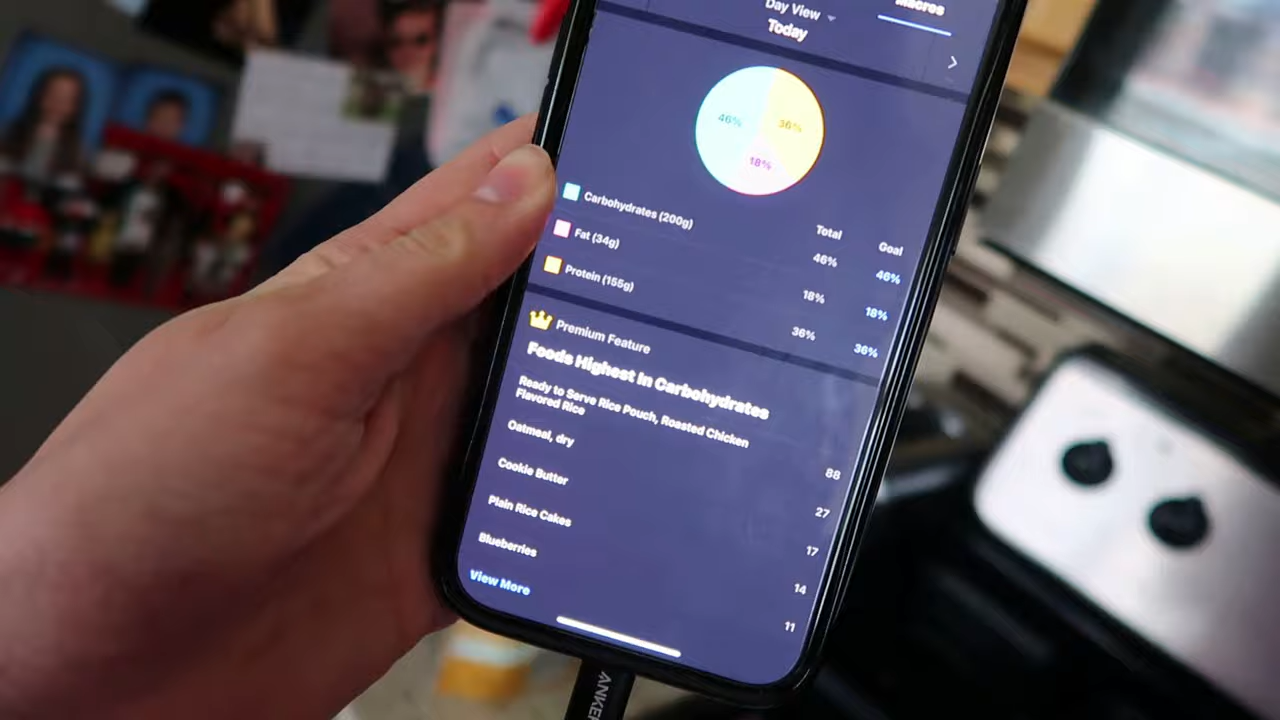 Macros
Day View
Today
46%
36%
18%
Total
Goal
Carbohydrates (200g)
46%
46%
Fat (34g)
18%
18%
Protein (155g)
36%
36%
Premium Feature
Foods Highest In Carbohydrates
Ready to Serve Rice Pouch, Roasted Chicken
Flavored Rice
88
Oatmeal, dry
27
Cookie Butter
17
Plain Rice Cakes
14
Blueberries
11
View More
ANKER